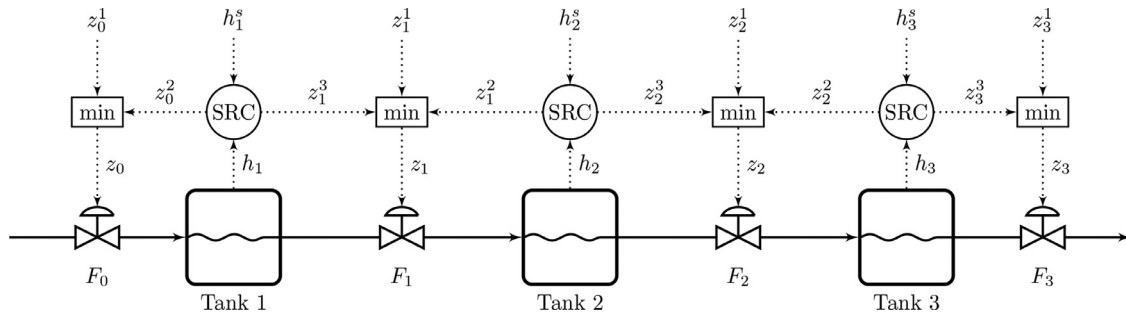 z_0^1 h_1^s z_1^1 h_2^s z_2^1 h_3^s z_3^1
z_0^2 z_1^3 z_1^2 z_2^3 z_2^2 z_3^3
min SRC min SRC min SRC min
z_0 h_1 z_1 h_2 z_2 h_3 z_3
F_0 F_1 F_2 F_3
Tank 1 Tank 2 Tank 3